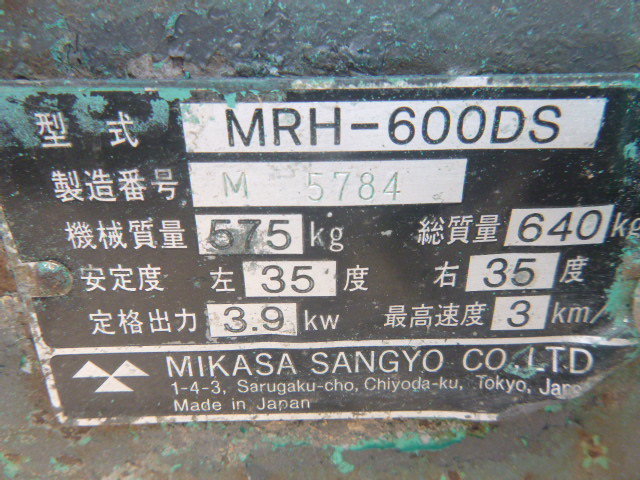 型式 MRH-600DS
製造番号 M 5784
機械質量 575 kg 総質量 640 kg
安定度 左 35 度 右 35 度
定格出力 3.9 kw 最高速度 3 km/
MIKASA SANGYO CO., LTD
1-4-3, Sarugaku-cho, Chiyoda-ku, Tokyo, Japa
Made in Japan